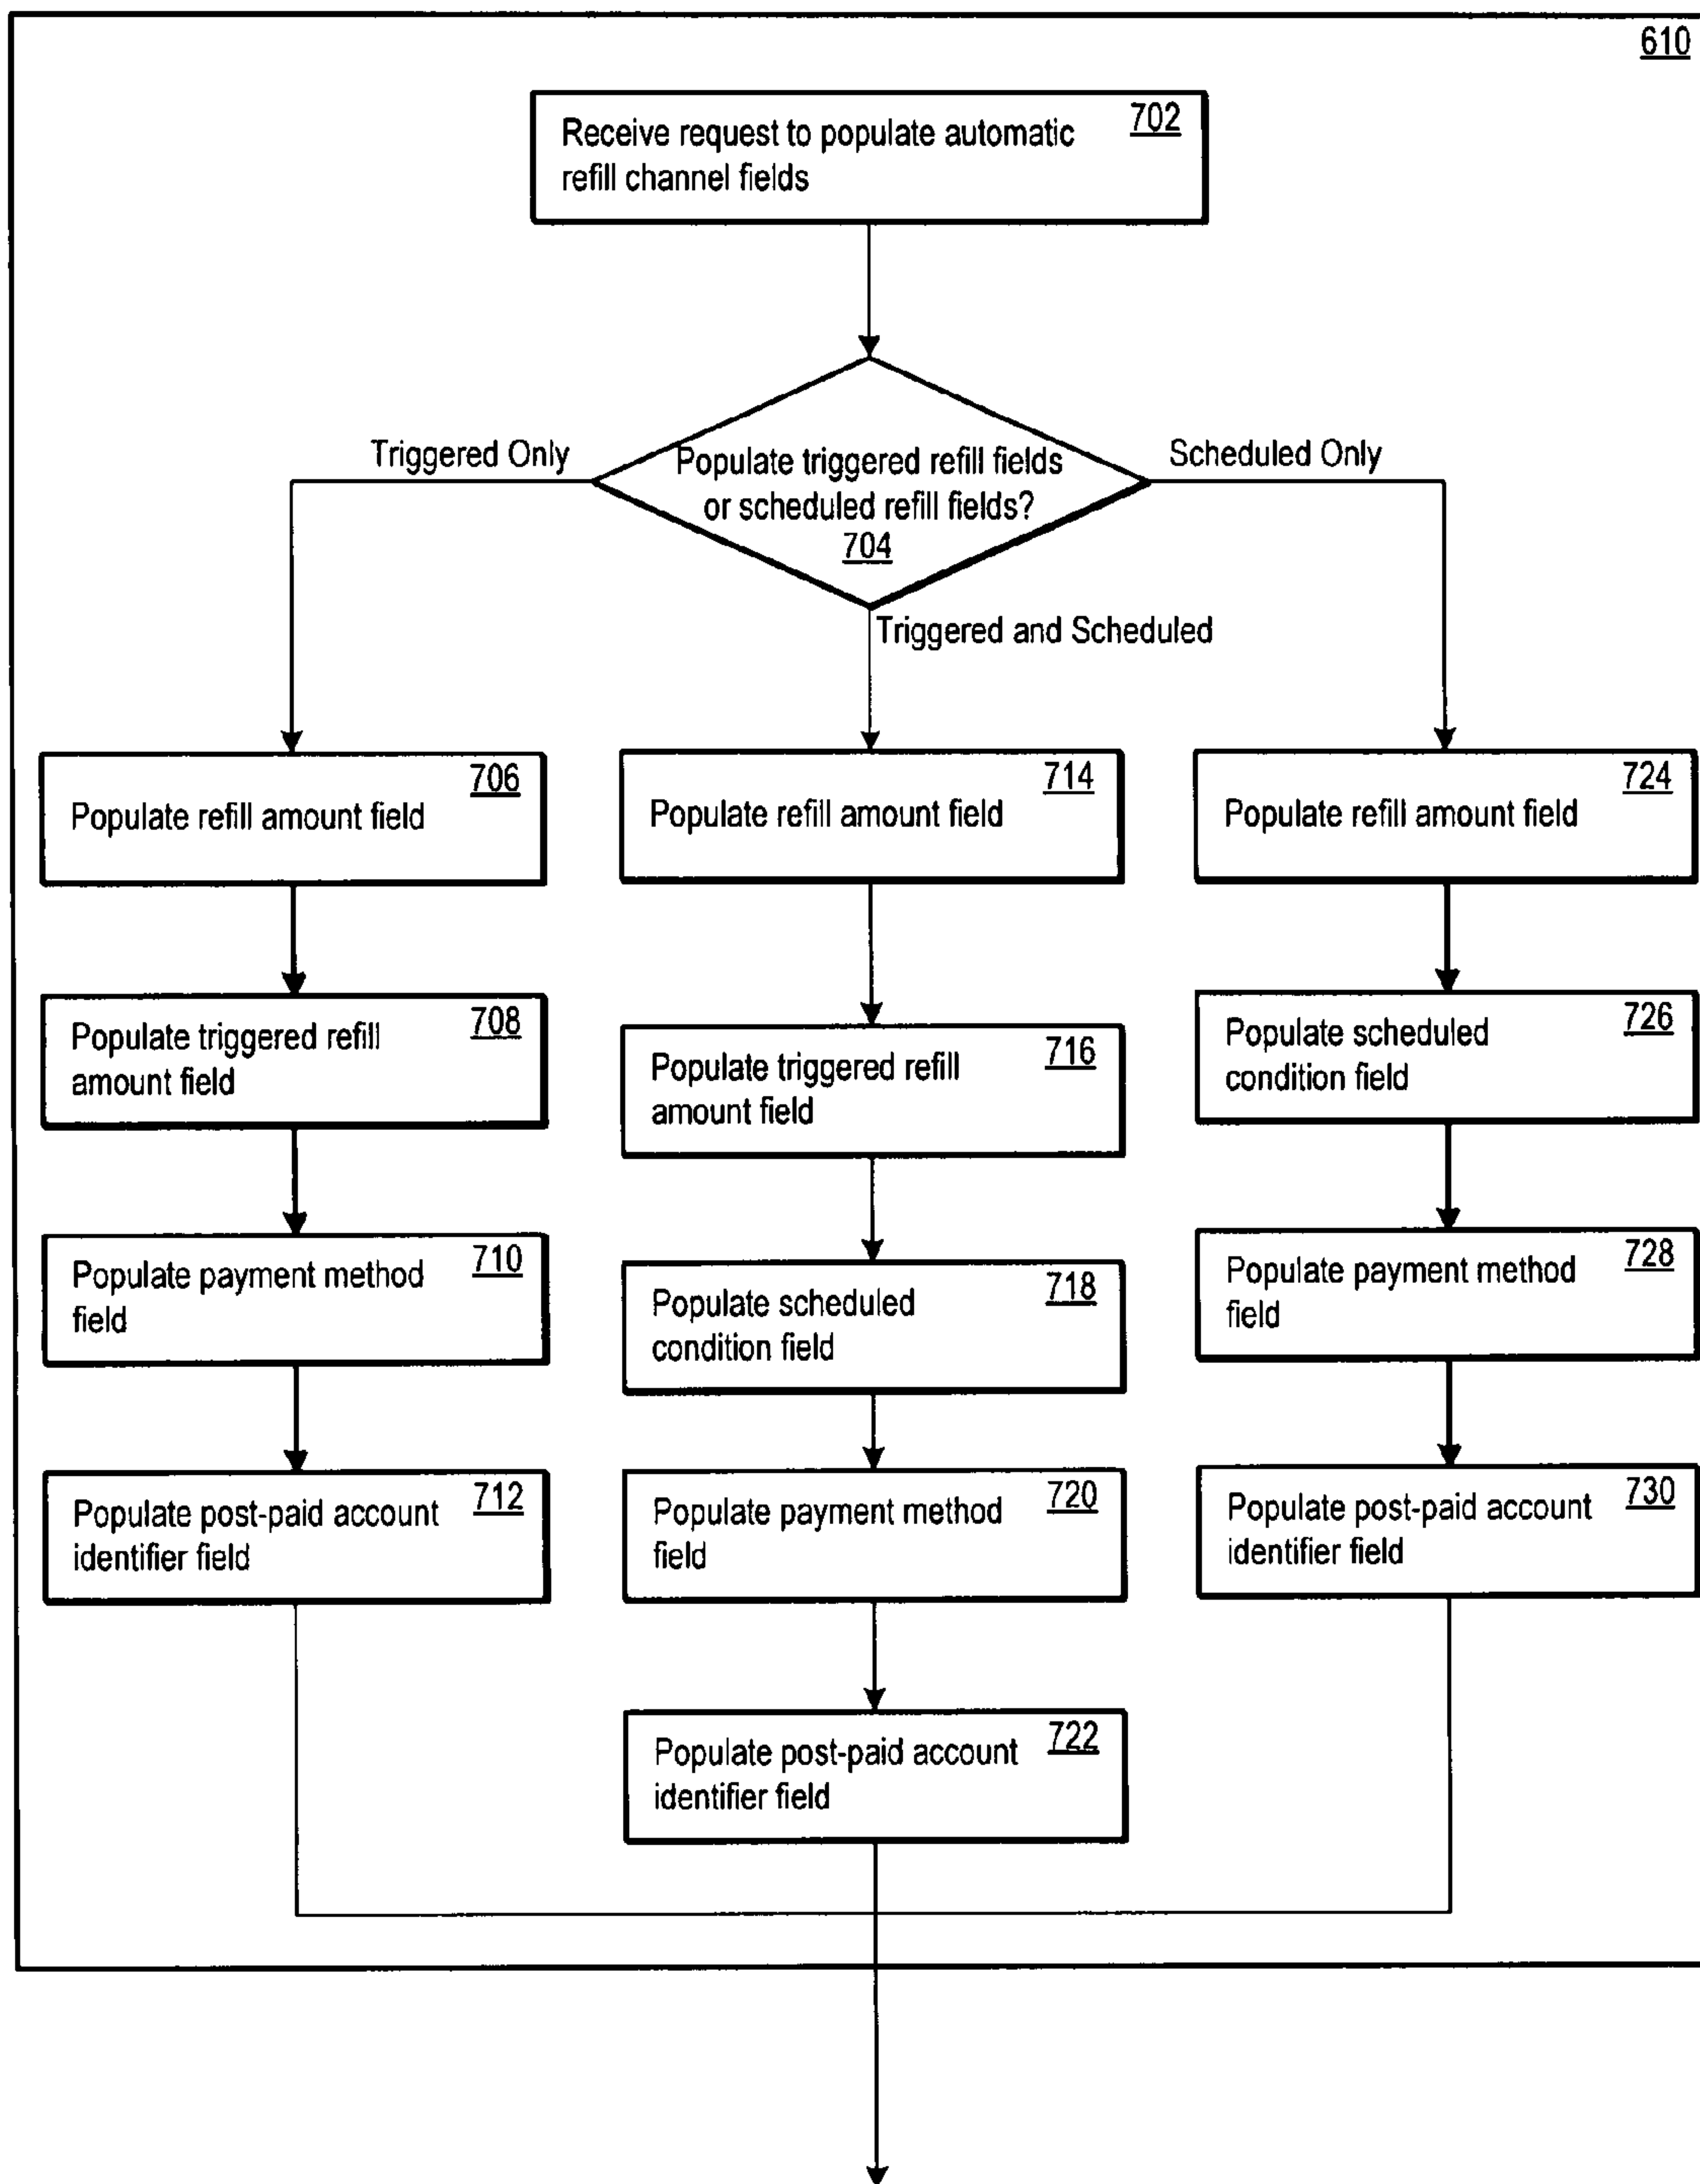 610
702
Receive request to populate automatic
refill channel fields
Triggered Only
Populate triggered refill fields
or scheduled refill fields?
704
Scheduled Only
Triggered and Scheduled
706
Populate refill amount field
708
Populate triggered refill
amount field
710
Populate payment method
field
712
Populate post-paid account
identifier field
714
Populate refill amount field
716
Populate triggered refill
amount field
718
Populate scheduled
condition field
720
Populate payment method
field
722
Populate post-paid account
identifier field
724
Populate refill amount field
726
Populate scheduled
condition field
728
Populate payment method
field
730
Populate post-paid account
identifier field